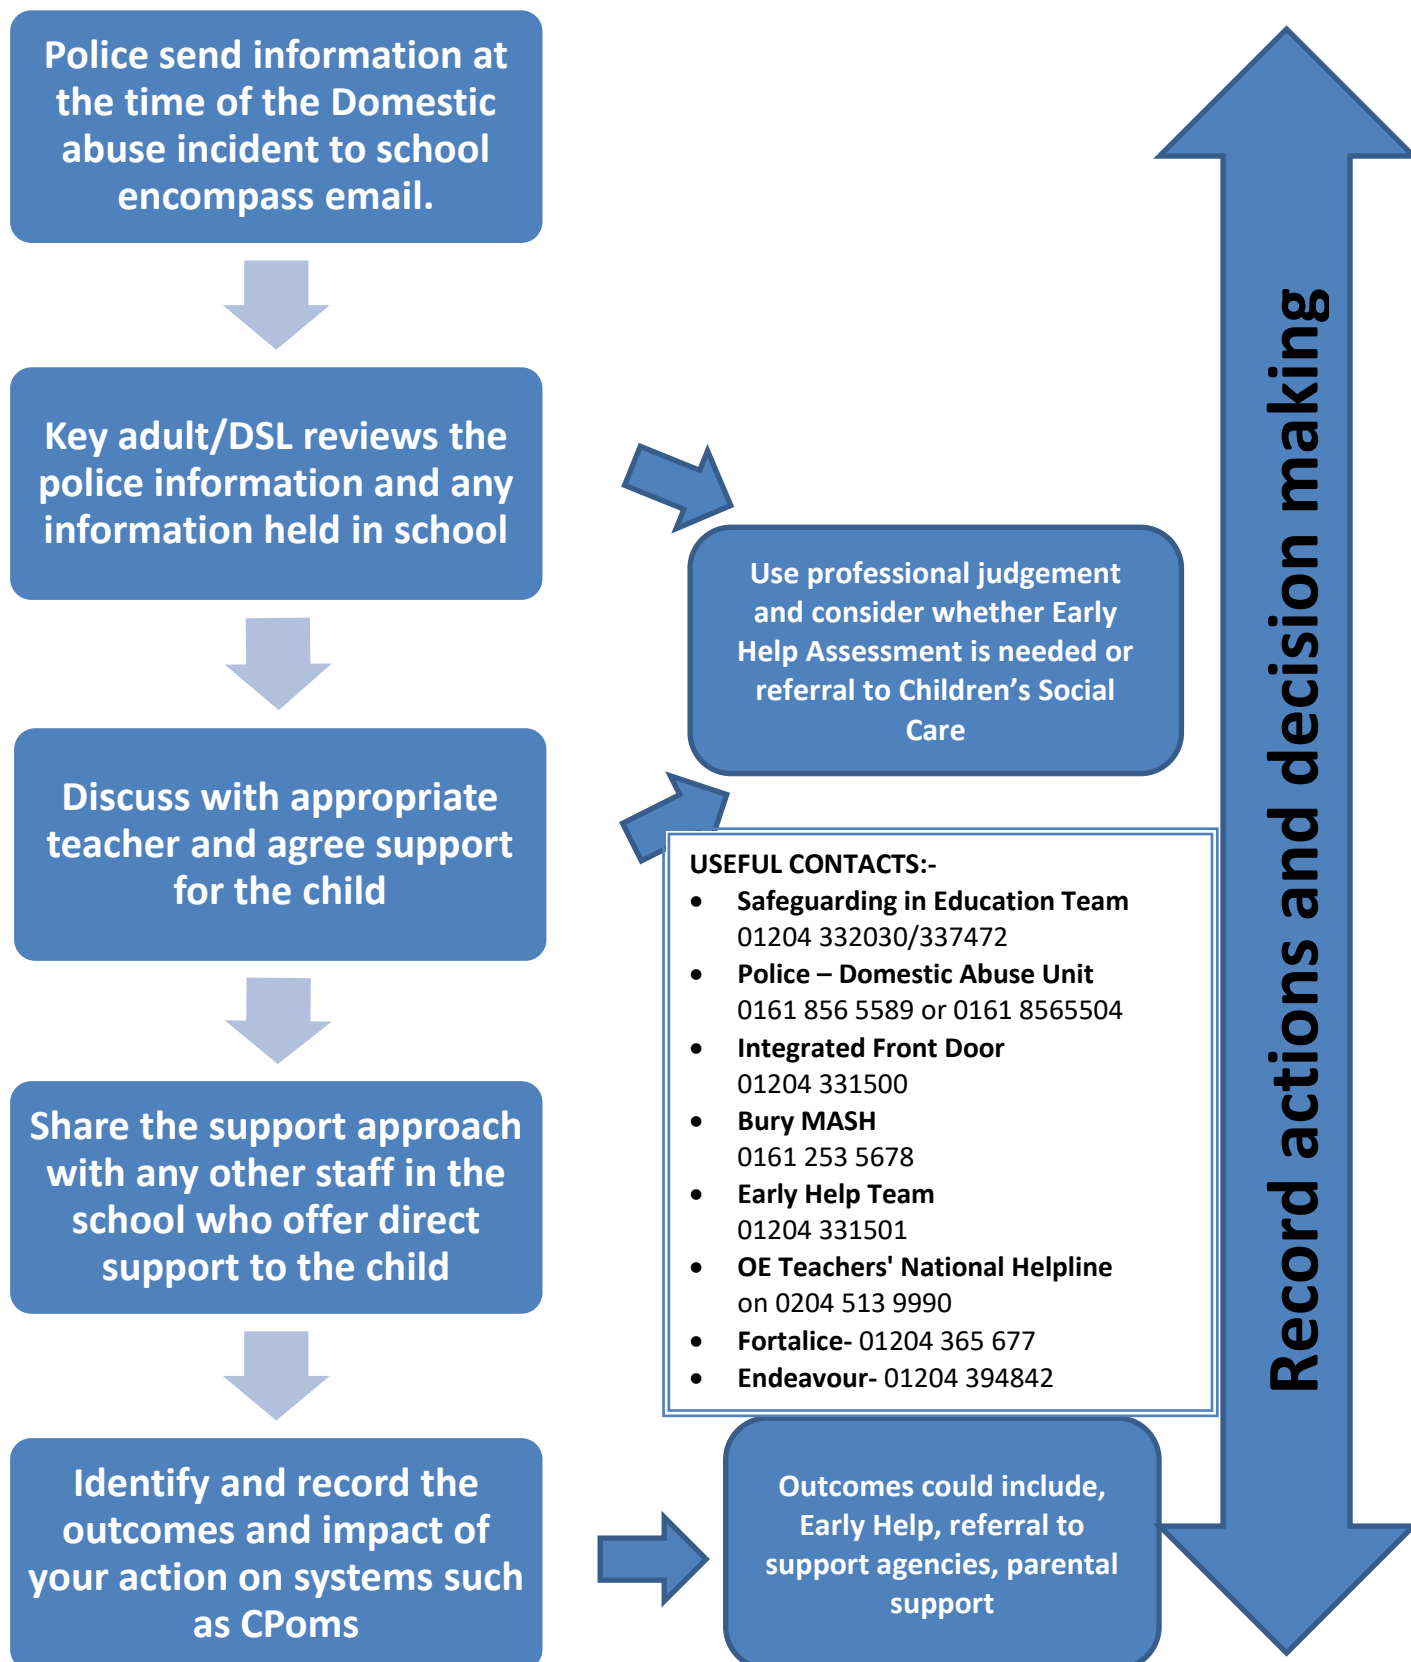 Police send information at
the time of the Domestic
abuse incident to school
encompass email.
Key adult/DSL reviews the
police information and any
information held in school
Use professional judgement
and consider whether Early
Help Assessment is needed or
referral to Children’s Social
Care
Discuss with appropriate
teacher and agree support
for the child
USEFUL CONTACTS:-
• Safeguarding in Education Team
01204 332030/337472
• Police – Domestic Abuse Unit
0161 856 5589 or 0161 8565504
• Integrated Front Door
01204 331500
• Bury MASH
0161 253 5678
• Early Help Team
01204 331501
• OE Teachers' National Helpline
on 0204 513 9990
• Fortalice- 01204 365 677
• Endeavour- 01204 394842
Share the support approach
with any other staff in the
school who offer direct
support to the child
Identify and record the
outcomes and impact of
your action on systems such
as CPoms
Outcomes could include,
Early Help, referral to
support agencies, parental
support
Record actions and decision making